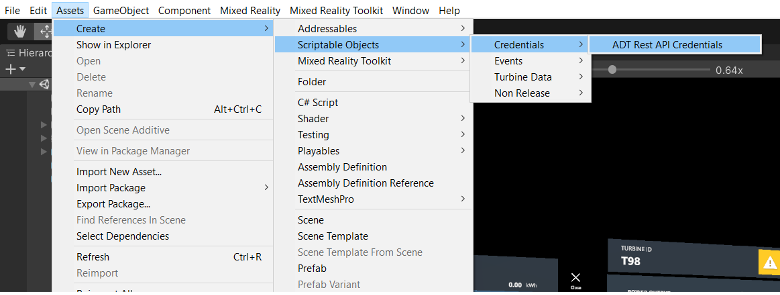 File Edit Assets GameObject Component Mixed Reality Mixed Reality Toolkit Window Help
Hierarc
Create
Show in Explorer
Open
Delete
Rename
Copy Path Alt+Ctrl+C
Open Scene Additive
View in Package Manager
Import New Asset...
Import Package
Export Package...
Find References In Scene
Select Dependencies
Refresh Ctrl+R
Reimport
Addressables
Scriptable Objects
Mixed Reality Toolkit
Folder
C# Script
Shader
Testing
Playables
Assembly Definition
Assembly Definition Reference
TextMeshPro
Scene
Scene Template
Scene Template From Scene
Prefab
Prefab Variant
Credentials
Events
Turbine Data
Non Release
ADT Rest API Credentials
0.64x
TURBINE ID
T98
0.00 kWh
Close